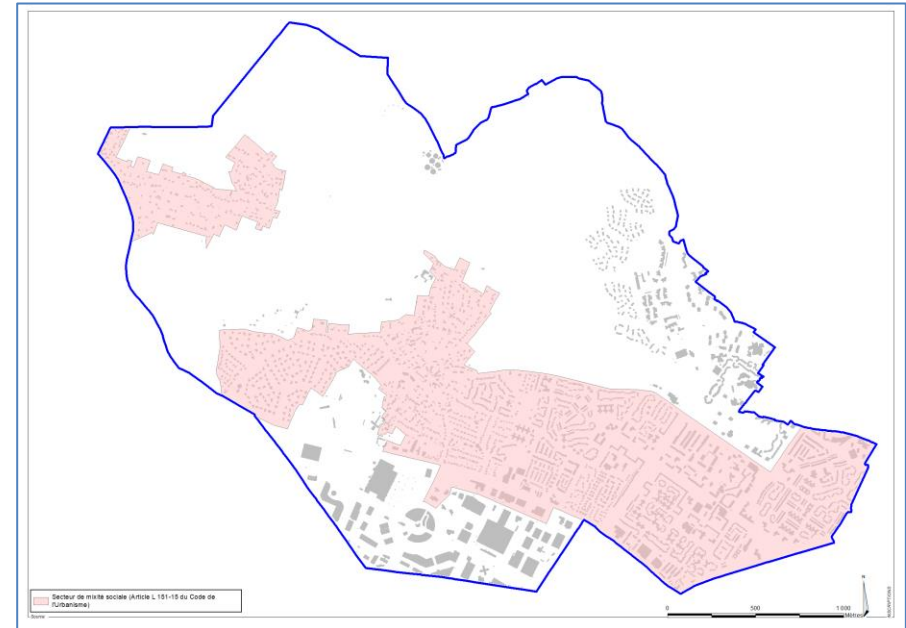 Secteur de mixité sociale (Article L 151-15 du Code de
l'Urbanisme)
N
0 500 1 000
Mètres